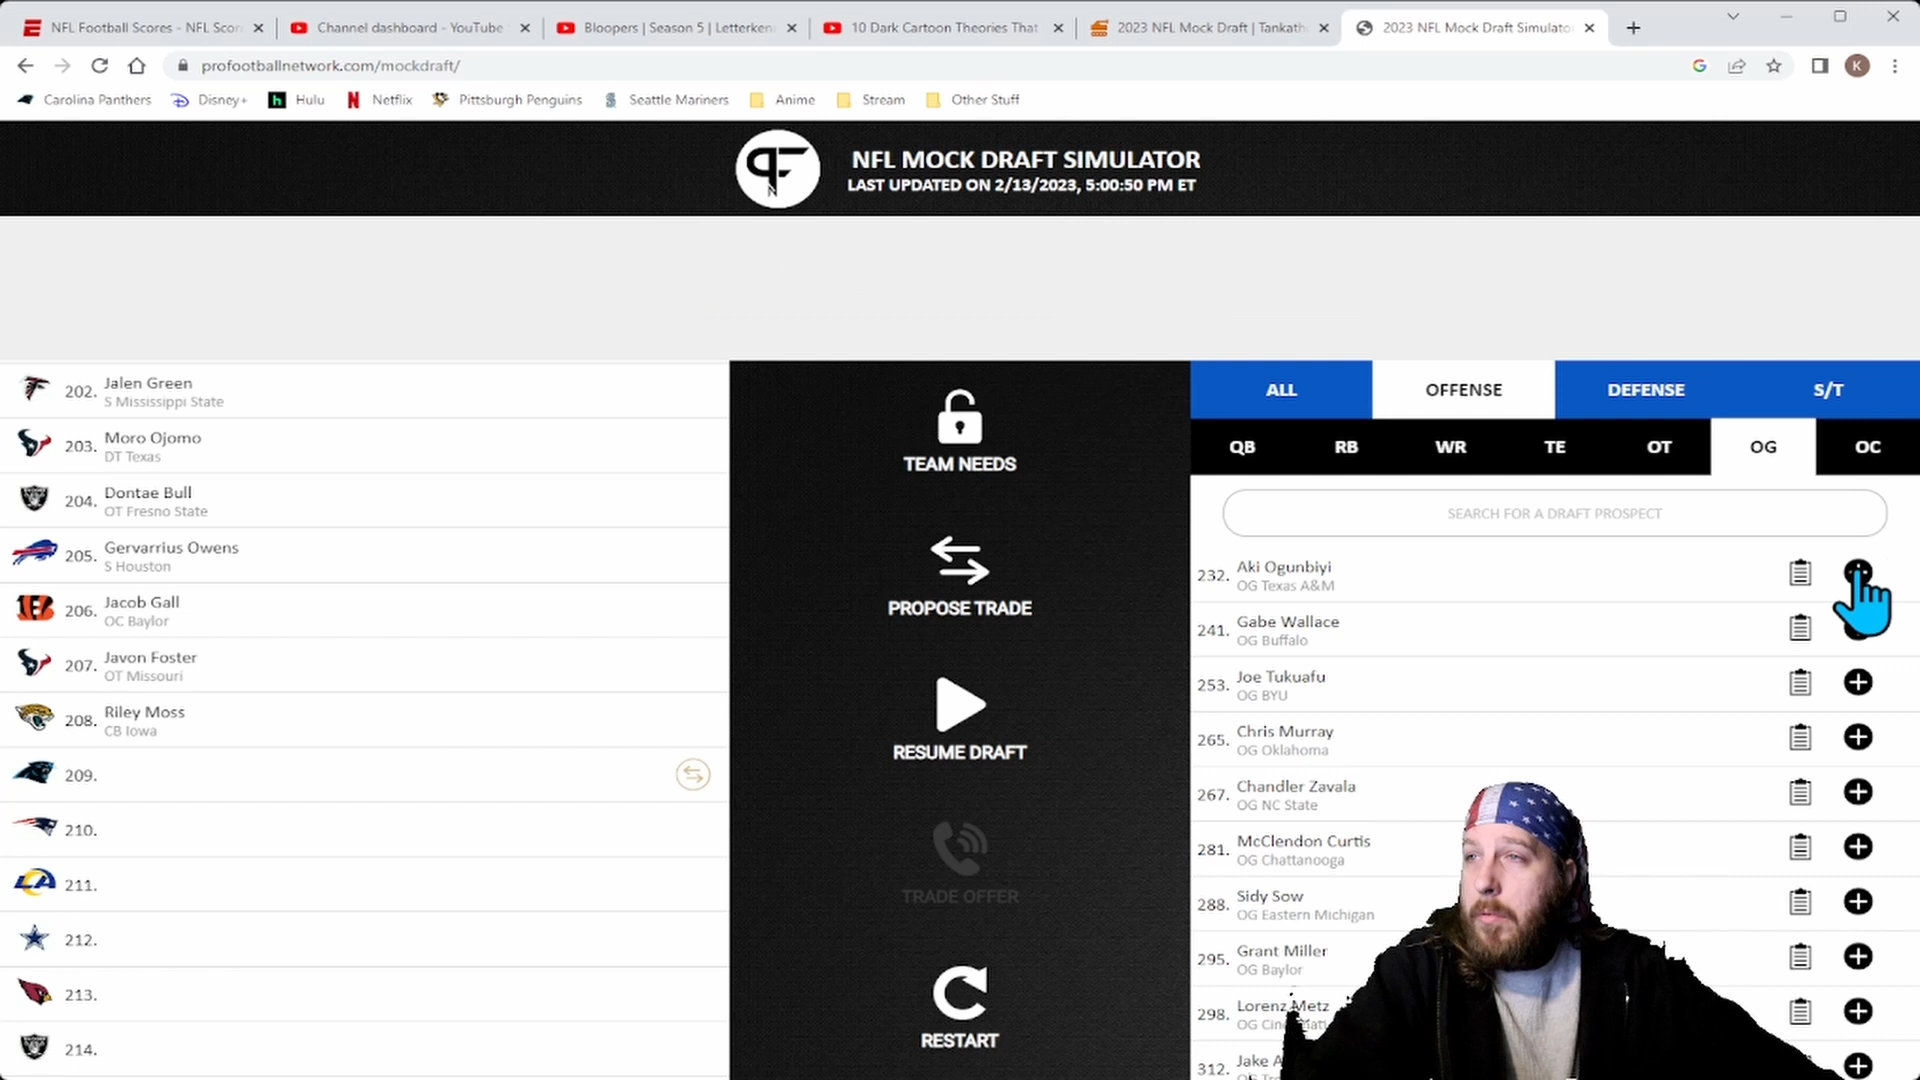 NFL Football Scores - NFL Scor
Channel dashboard - YouTube
Bloopers | Season 5 | Letterken
10 Dark Cartoon Theories That
2023 NFL Mock Draft | Tankath
2023 NFL Mock Draft Simulato
profootballnetwork.com/mockdraft/
K
Carolina Panthers
Disney+
Hulu
Netflix
Pittsburgh Penguins
Seattle Mariners
Anime
Stream
Other Stuff
NFL MOCK DRAFT SIMULATOR
LAST UPDATED ON 2/13/2023, 5:00:50 PM ET
202. Jalen Green
S Mississippi State
203. Moro Ojomo
DT Texas
204. Dontae Bull
OT Fresno State
205. Gervarrius Owens
S Houston
206. Jacob Gall
OC Baylor
207. Javon Foster
OT Missouri
208. Riley Moss
CB Iowa
209.
210.
211.
212.
213.
214.
TEAM NEEDS
PROPOSE TRADE
RESUME DRAFT
TRADE OFFER
RESTART
ALL OFFENSE DEFENSE S/T
QB RB WR TE OT OG OC
SEARCH FOR A DRAFT PROSPECT
232. Aki Ogunbiyi
OG Texas A&M
241. Gabe Wallace
OG Buffalo
253. Joe Tukuafu
OG BYU
265. Chris Murray
OG Oklahoma
267. Chandler Zavala
OG NC State
281. McClendon Curtis
OG Chattanooga
288. Sidy Sow
OG Eastern Michigan
295. Grant Miller
OG Baylor
298. Lorenz Metz
OG
312. Jake